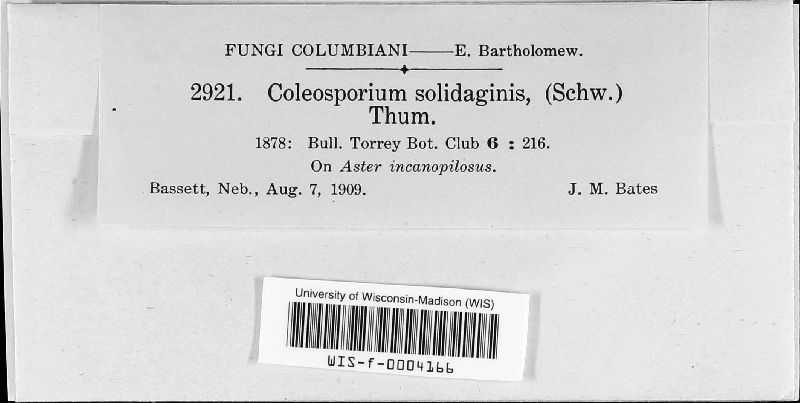 FUNGI COLUMBIANI——E. Bartholomew.
2921. Coleosporium solidaginis, (Schw.)
Thum.
1878: Bull. Torrey Bot. Club 6 : 216.
On Aster incanopilosus.
Bassett, Neb., Aug. 7, 1909. J. M. Bates
University of Wisconsin-Madison (WIS)
WIS-f-0004166